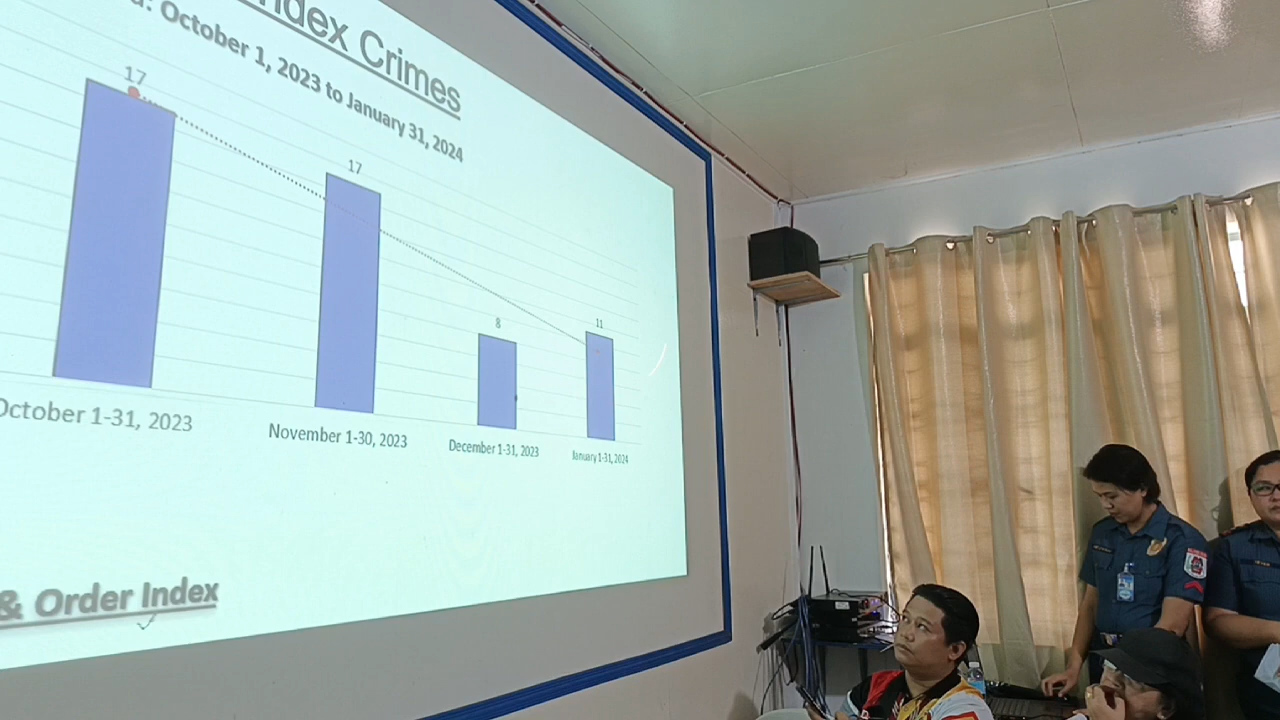 Index Crimes
October 1, 2023 to January 31, 2024
17
17
8
11
October 1-31, 2023
November 1-30, 2023
December 1-31, 2023
January 1-31, 2024
& Order Index